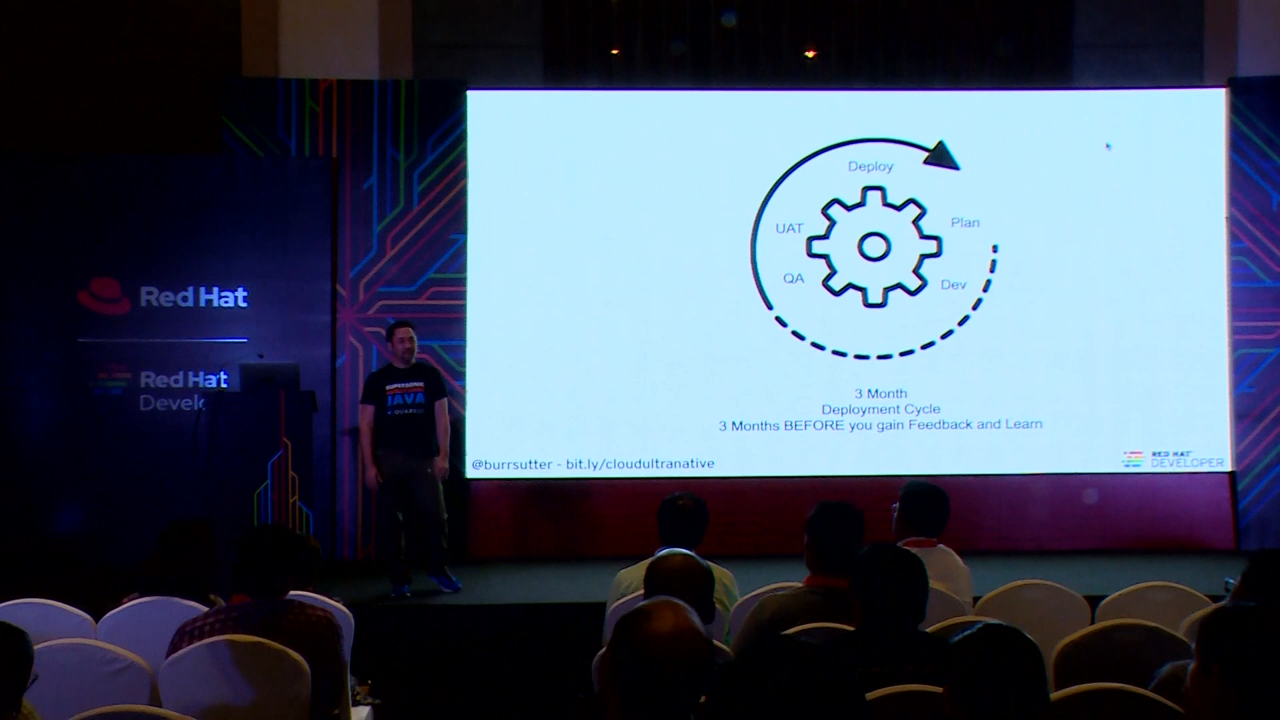 Red Hat
Red Hat
SUPERSONIC
JAVA
Deploy
UAT
Plan
QA
Dev
3 Month
Deployment Cycle
3 Months BEFORE you gain Feedback and Learn
@burrsutter - bit.ly/cloudultranative
RED HAT
DEVELOPER